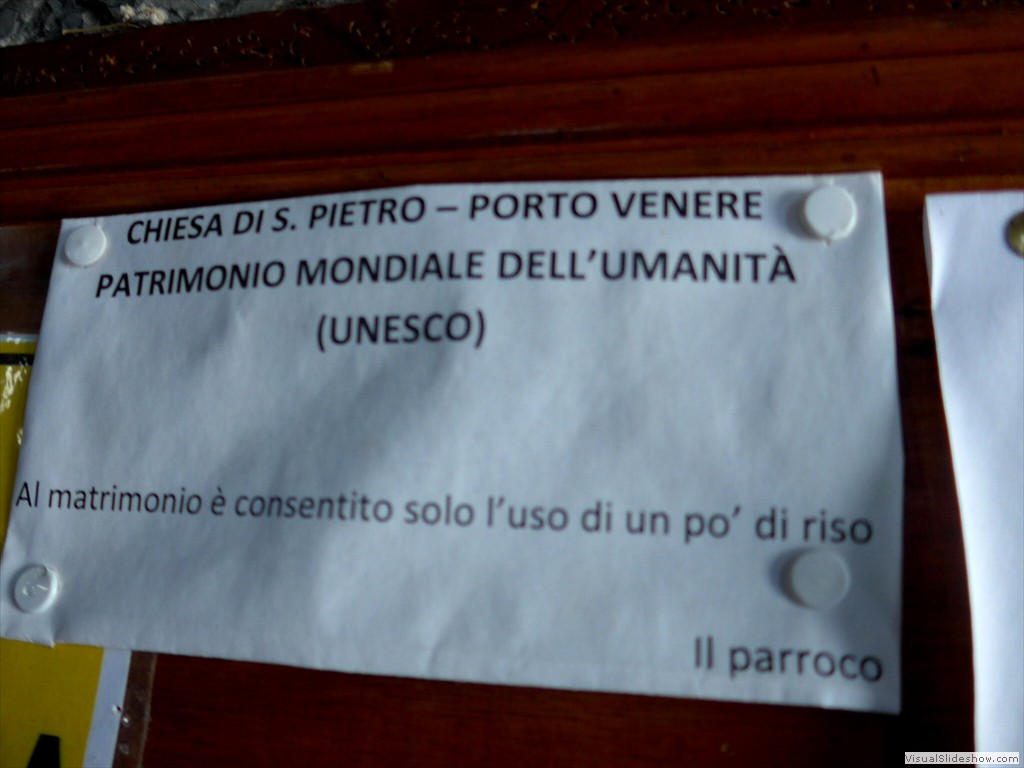 CHIESA DI S. PIETRO – PORTO VENERE
PATRIMONIO MONDIALE DELL'UMANITÀ
(UNESCO)
Al matrimonio è consentito solo l'uso di un po' di riso
Il parroco
VisualSlideshow.com